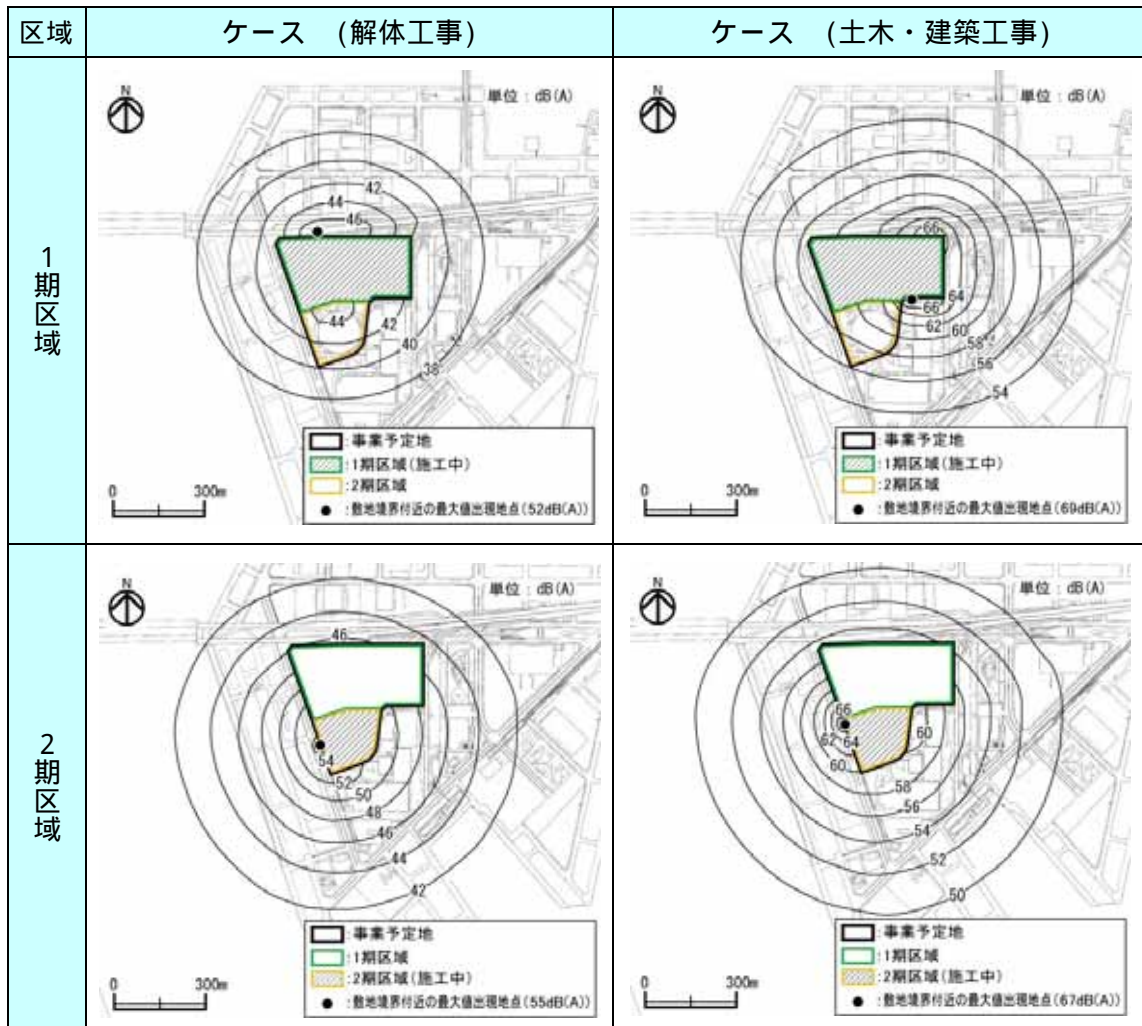 区域
ケース　(解体工事)
ケース　(土木・建築工事)
1期区域
N
単位：dB(A)
42
44
46
44
42
40
38
0 300m
：事業予定地
：1期区域(施工中)
：2期区域
：敷地境界付近の最大値出現地点(52dB(A))
N
単位：dB(A)
66
64
66
62
60
58
56
54
0 300m
：事業予定地
：1期区域(施工中)
：2期区域
：敷地境界付近の最大値出現地点(69dB(A))
2期区域
N
単位：dB(A)
46
54
52
50
48
46
44
42
0 300m
：事業予定地
：1期区域
：2期区域(施工中)
：敷地境界付近の最大値出現地点(55dB(A))
N
単位：dB(A)
66
62
64
60
60
58
56
54
52
50
0 300m
：事業予定地
：1期区域
：2期区域(施工中)
：敷地境界付近の最大値出現地点(67dB(A))